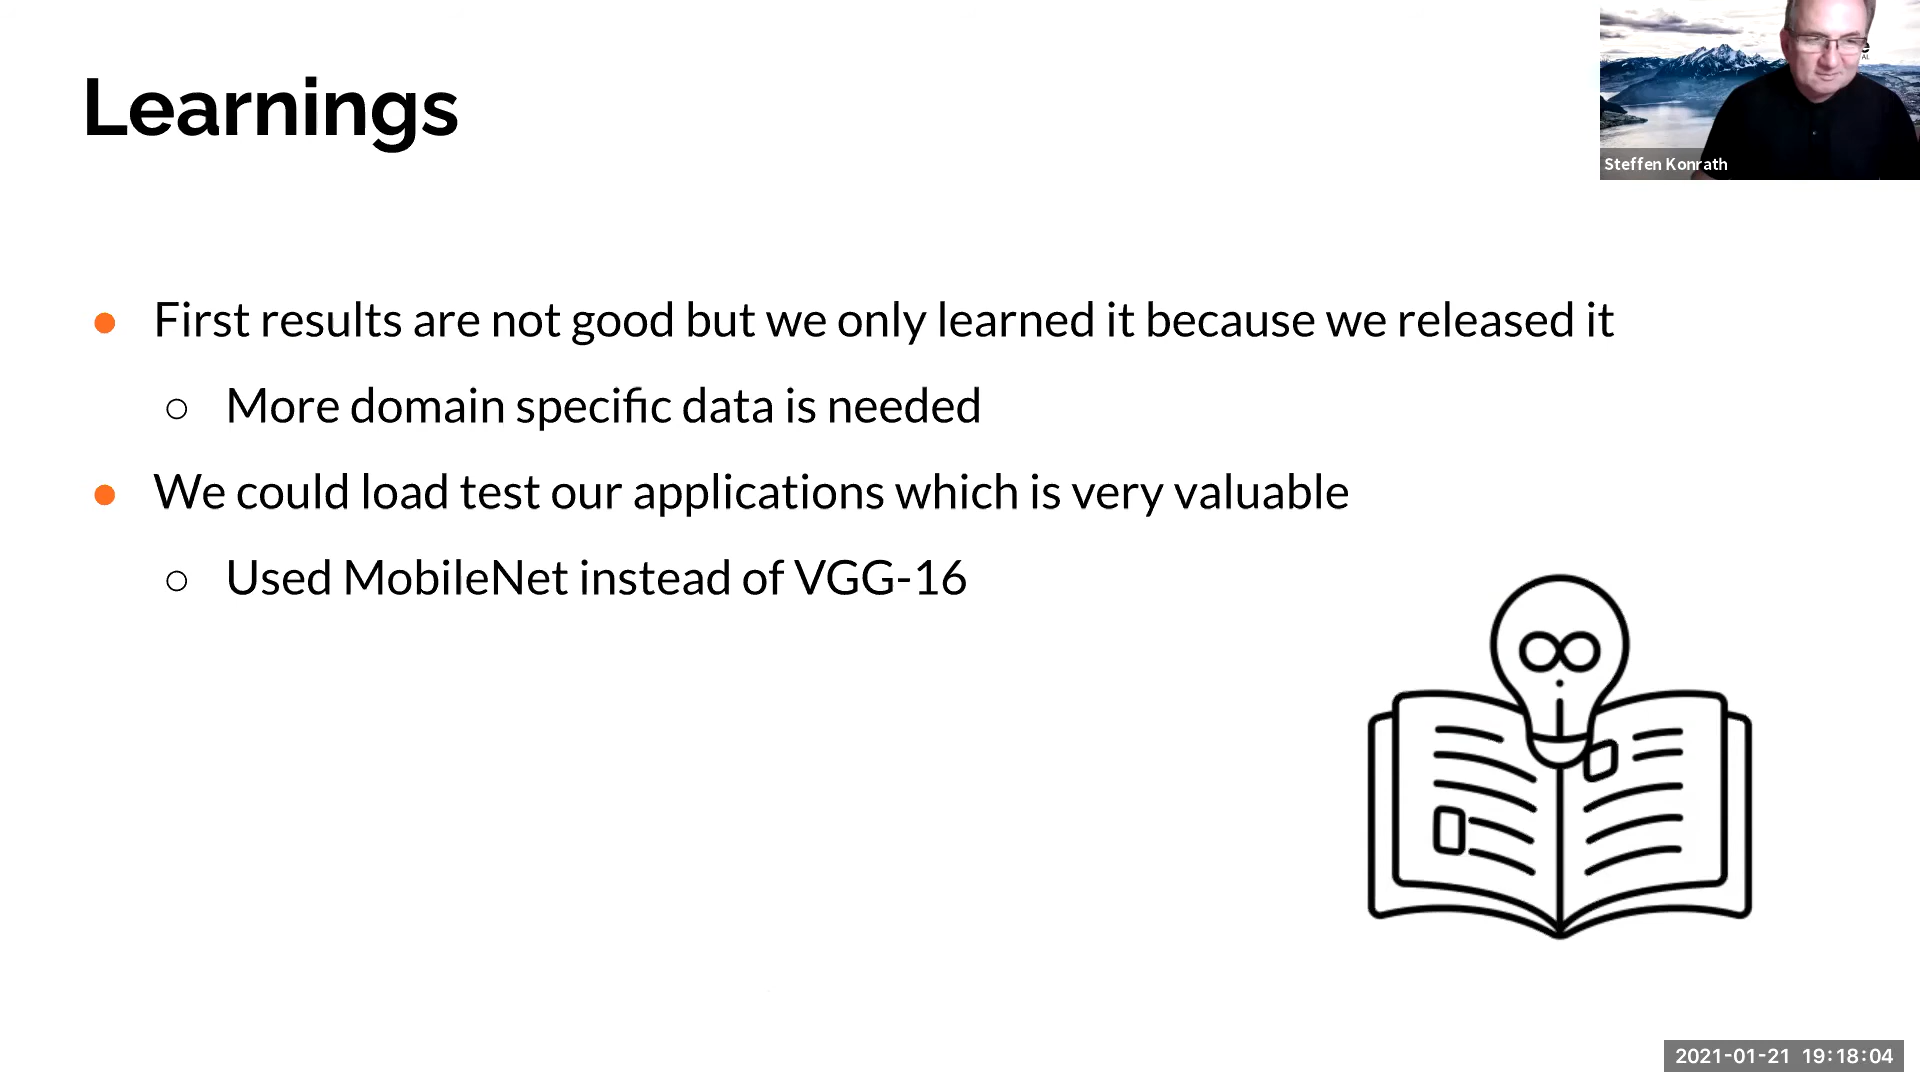 Learnings
Steffen Konrath
First results are not good but we only learned it because we released it
More domain specific data is needed
We could load test our applications which is very valuable
Used MobileNet instead of VGG-16
2021-01-21 19:18:04